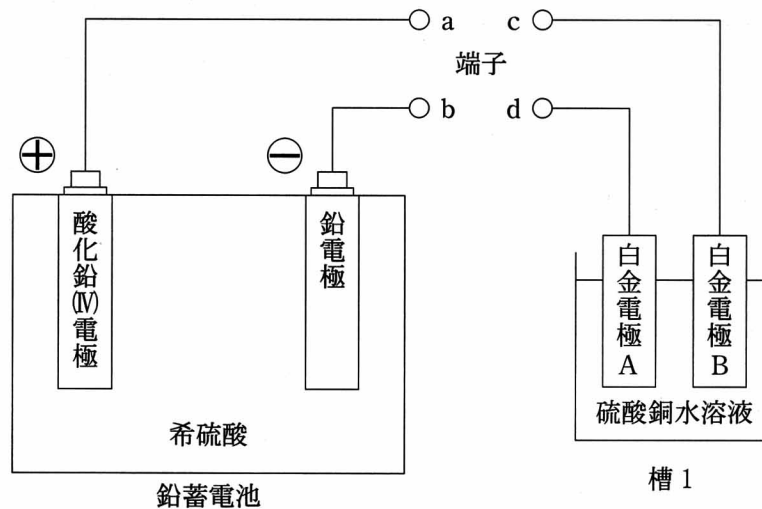 a c
端子
b d
＋
－
酸化鉛(Ⅳ)電極
鉛電極
白金電極A
白金電極B
希硫酸
硫酸銅水溶液
鉛蓄電池
槽1